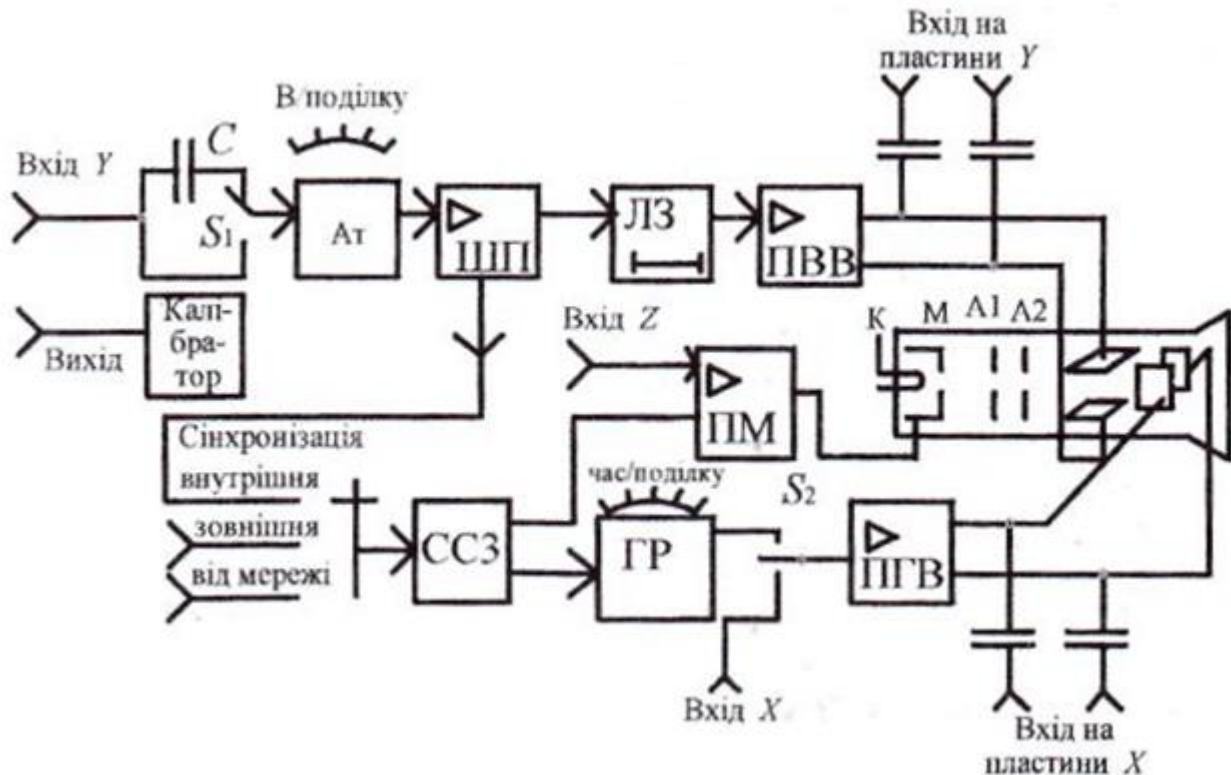 Вхід на
пластини Y
В/поділку
C
Вхід Y
S1
Ат
ШП
ЛЗ
ПВВ
Калі-
бра-
тор
Вихід
Вхід Z
К
М
А1
А2
ПМ
Сінхронізація
внутрішня
зовнішня
від мережі
час/поділку
S2
ССЗ
ГР
ПГВ
Вхід X
Вхід на
пластини X